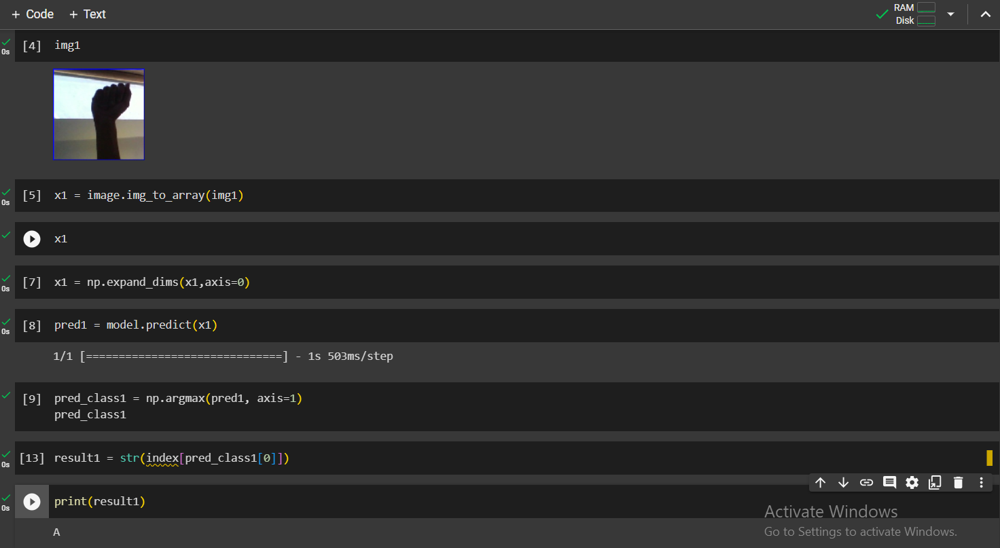 + Code + Text
RAM
Disk
0s
[4] img1
0s
[5] x1 = image.img_to_array(img1)
x1
0s
[7] x1 = np.expand_dims(x1,axis=0)
0s
[8] pred1 = model.predict(x1)
1/1 [==============================] - 1s 503ms/step
[9] pred_class1 = np.argmax(pred1, axis=1)
pred_class1
0s
[13] result1 = str(index[pred_class1[0]])
0s
print(result1)
A
Activate Windows
Go to Settings to activate Windows.